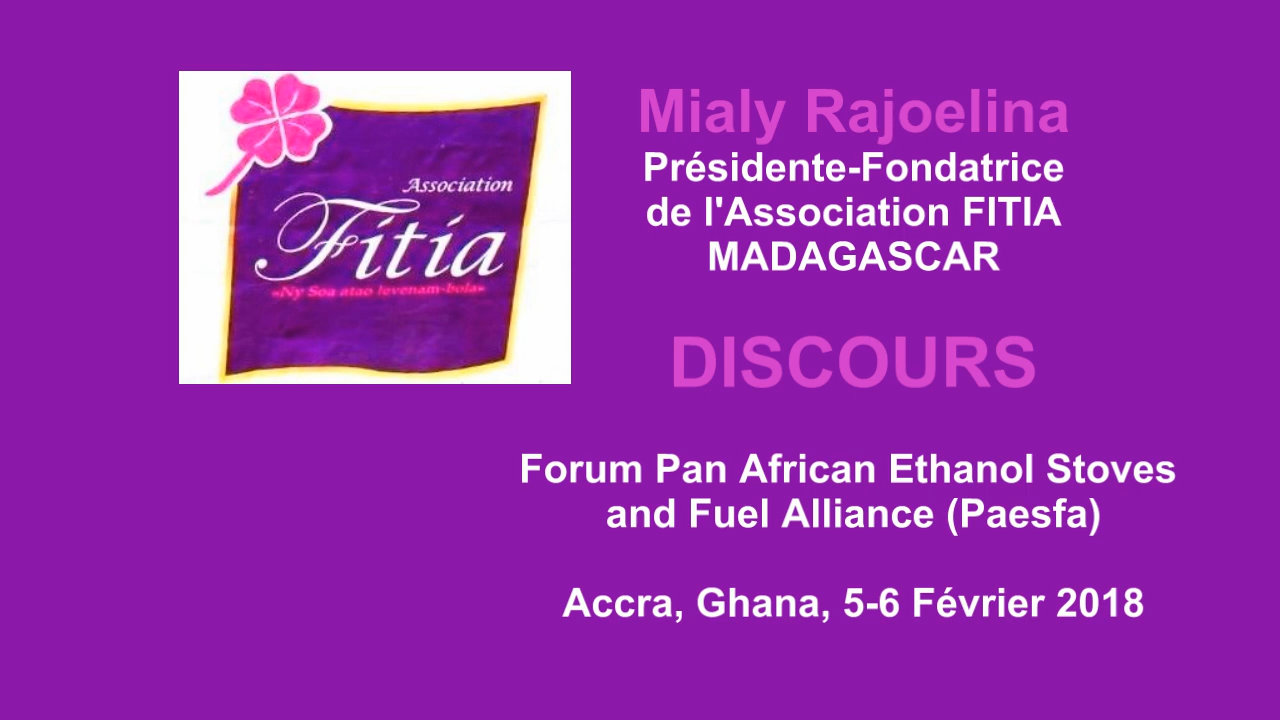 Association
Fitia
«Ny Soa atao levenam-bola»
Mialy Rajoelina
Présidente-Fondatrice
de l'Association FITIA
MADAGASCAR
DISCOURS
Forum Pan African Ethanol Stoves
and Fuel Alliance (Paesfa)
Accra, Ghana, 5-6 Février 2018